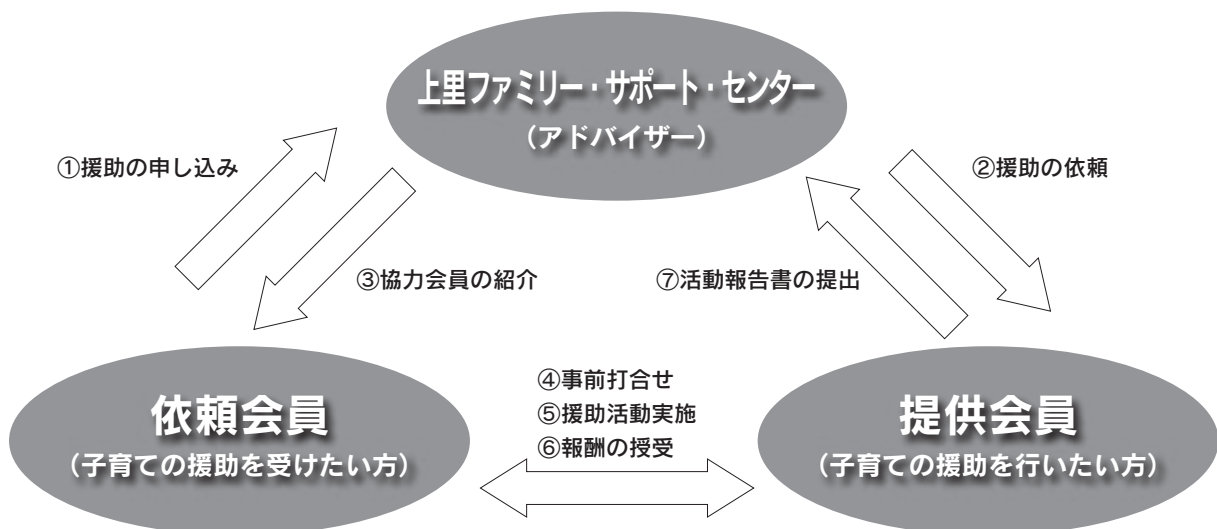 上里ファミリー・サポート・センター
（アドバイザー）
①援助の申し込み
②援助の依頼
③協力会員の紹介
⑦活動報告書の提出
④事前打合せ
⑤援助活動実施
⑥報酬の授受
依頼会員
（子育ての援助を受けたい方）
提供会員
（子育ての援助を行いたい方）